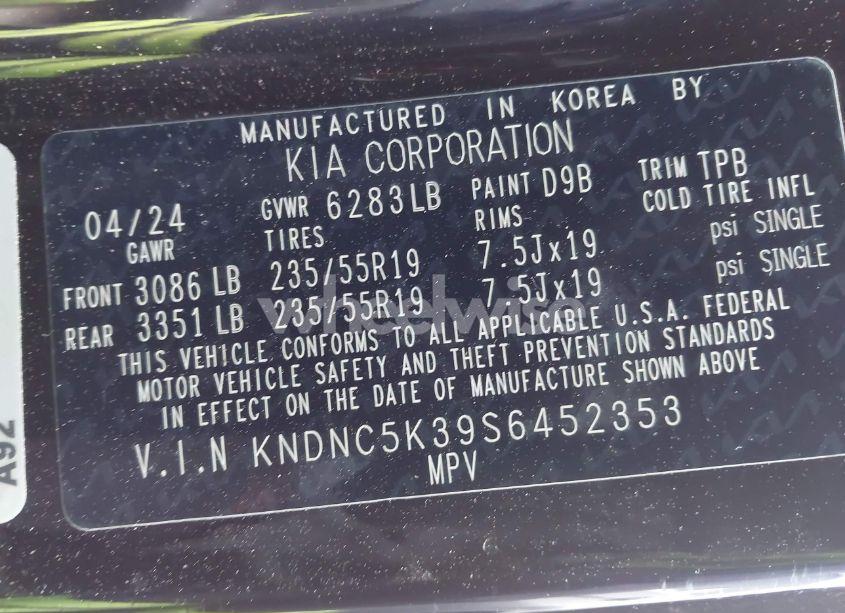 MANUFACTURED IN KOREA BY
KIA CORPORATION
04/24 GVWR 6283LB PAINT D9B TRIM TPB
GAWR TIRES RIMS COLD TIRE INFL
FRONT 3086 LB 235/55R19 7.5Jx19 psi SINGLE
REAR 3351 LB 235/55R19 7.5Jx19 psi SINGLE
THIS VEHICLE CONFORMS TO ALL APPLICABLE U.S.A. FEDERAL
MOTOR VEHICLE SAFETY AND THEFT PREVENTION STANDARDS
IN EFFECT ON THE DATE OF MANUFACTURE SHOWN ABOVE
V.I.N KNDNC5K39S6452353
MPV
A92
wheelwise